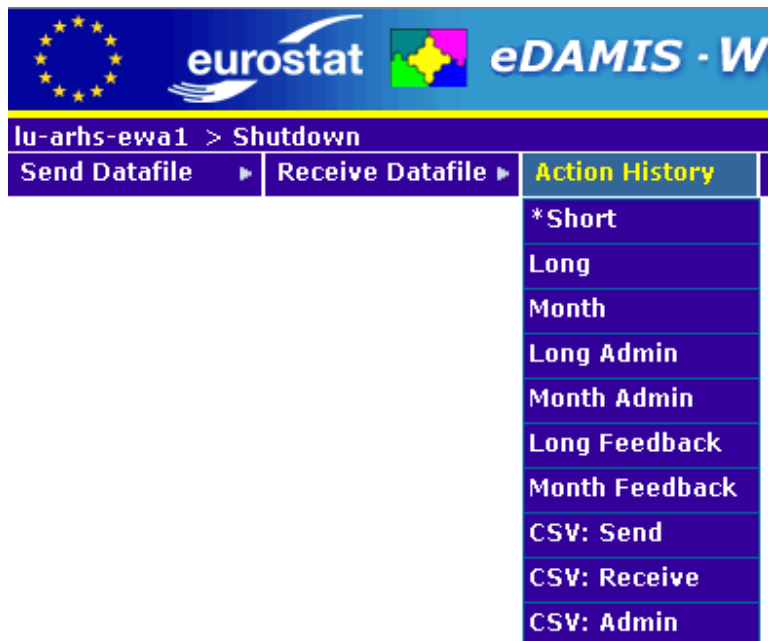 eurostat eDAMIS - W
lu-arhs-ewa1 > Shutdown
Send Datafile Receive Datafile Action History
*Short
Long
Month
Long Admin
Month Admin
Long Feedback
Month Feedback
CSV: Send
CSV: Receive
CSV: Admin